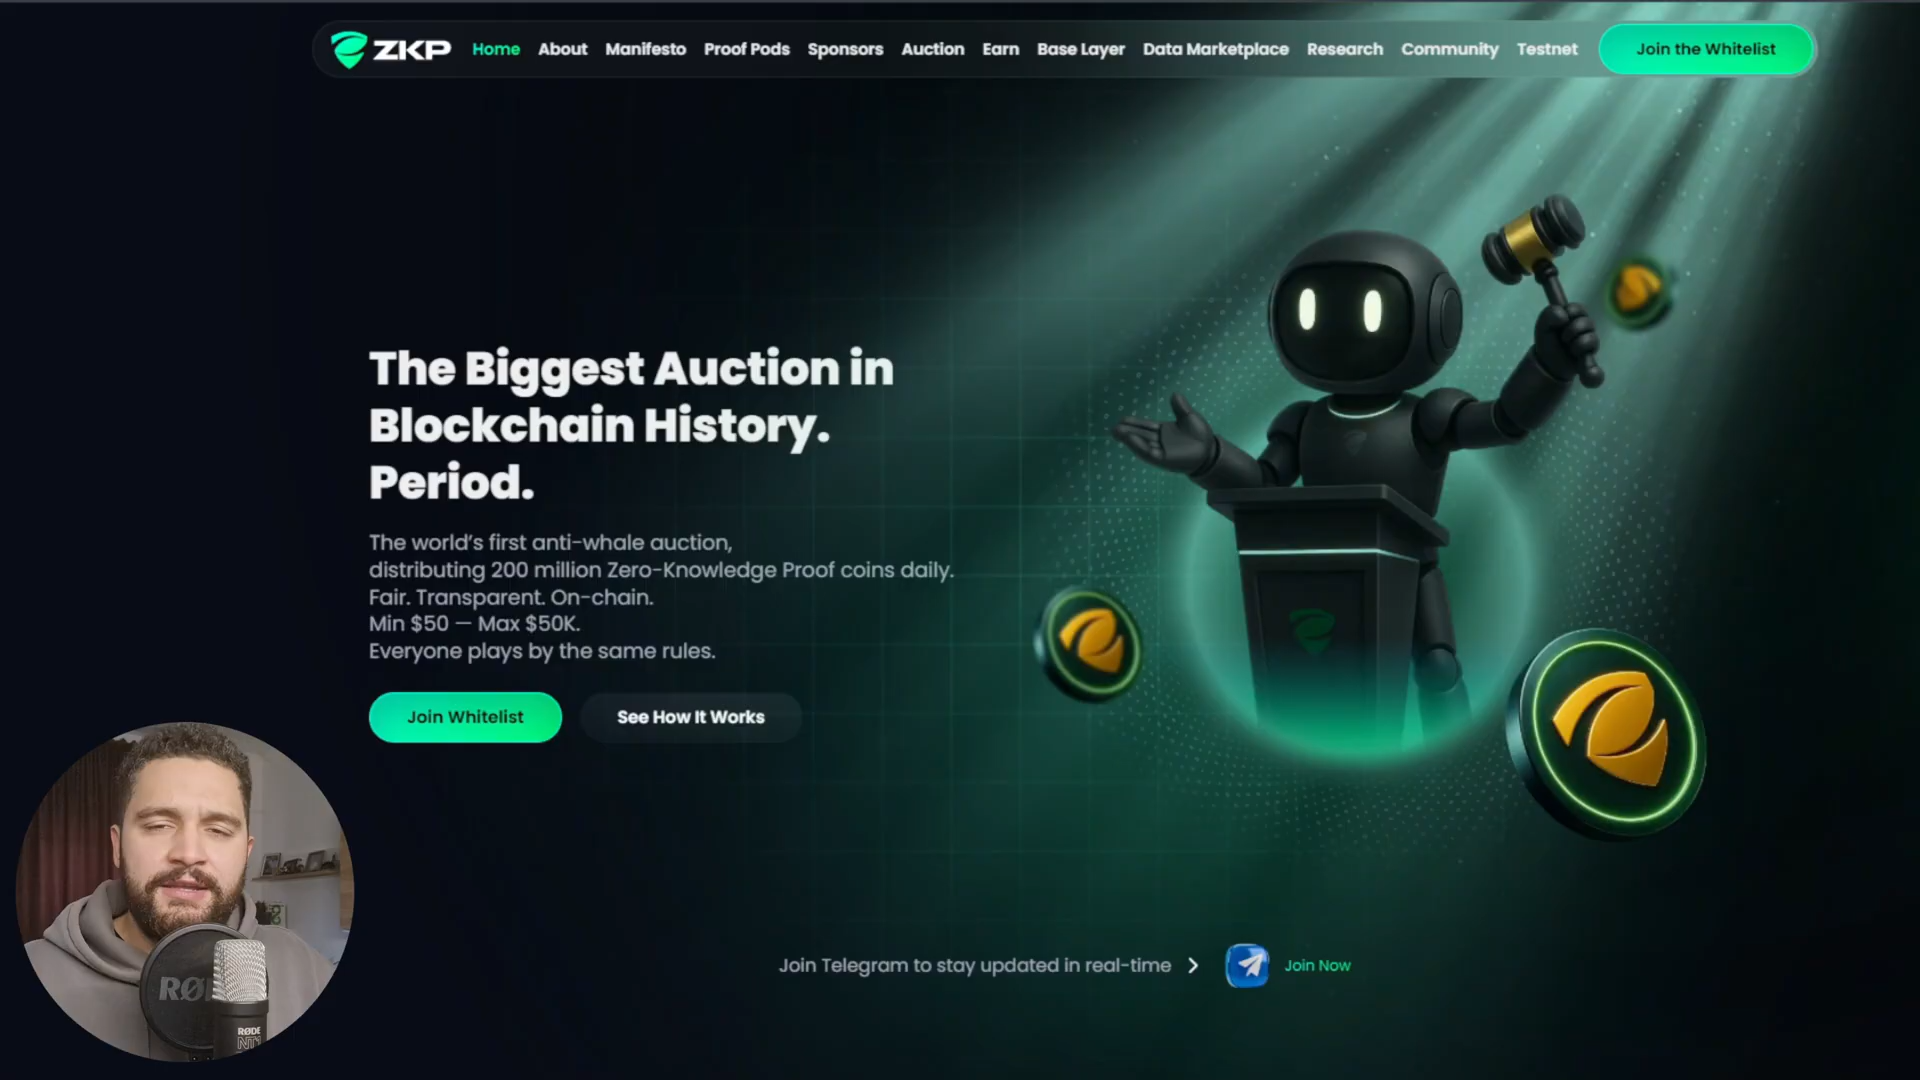 ZKP
Home About Manifesto Proof Pods Sponsors Auction Earn Base Layer Data Marketplace Research Community Testnet Join the Whitelist
The Biggest Auction in
Blockchain History.
Period.
The world's first anti-whale auction,
distributing 200 million Zero-Knowledge Proof coins daily.
Fair. Transparent. On-chain.
Min $50 — Max $50K.
Everyone plays by the same rules.
Join Whitelist See How It Works
Join Telegram to stay updated in real-time Join Now
RØDE
NT1